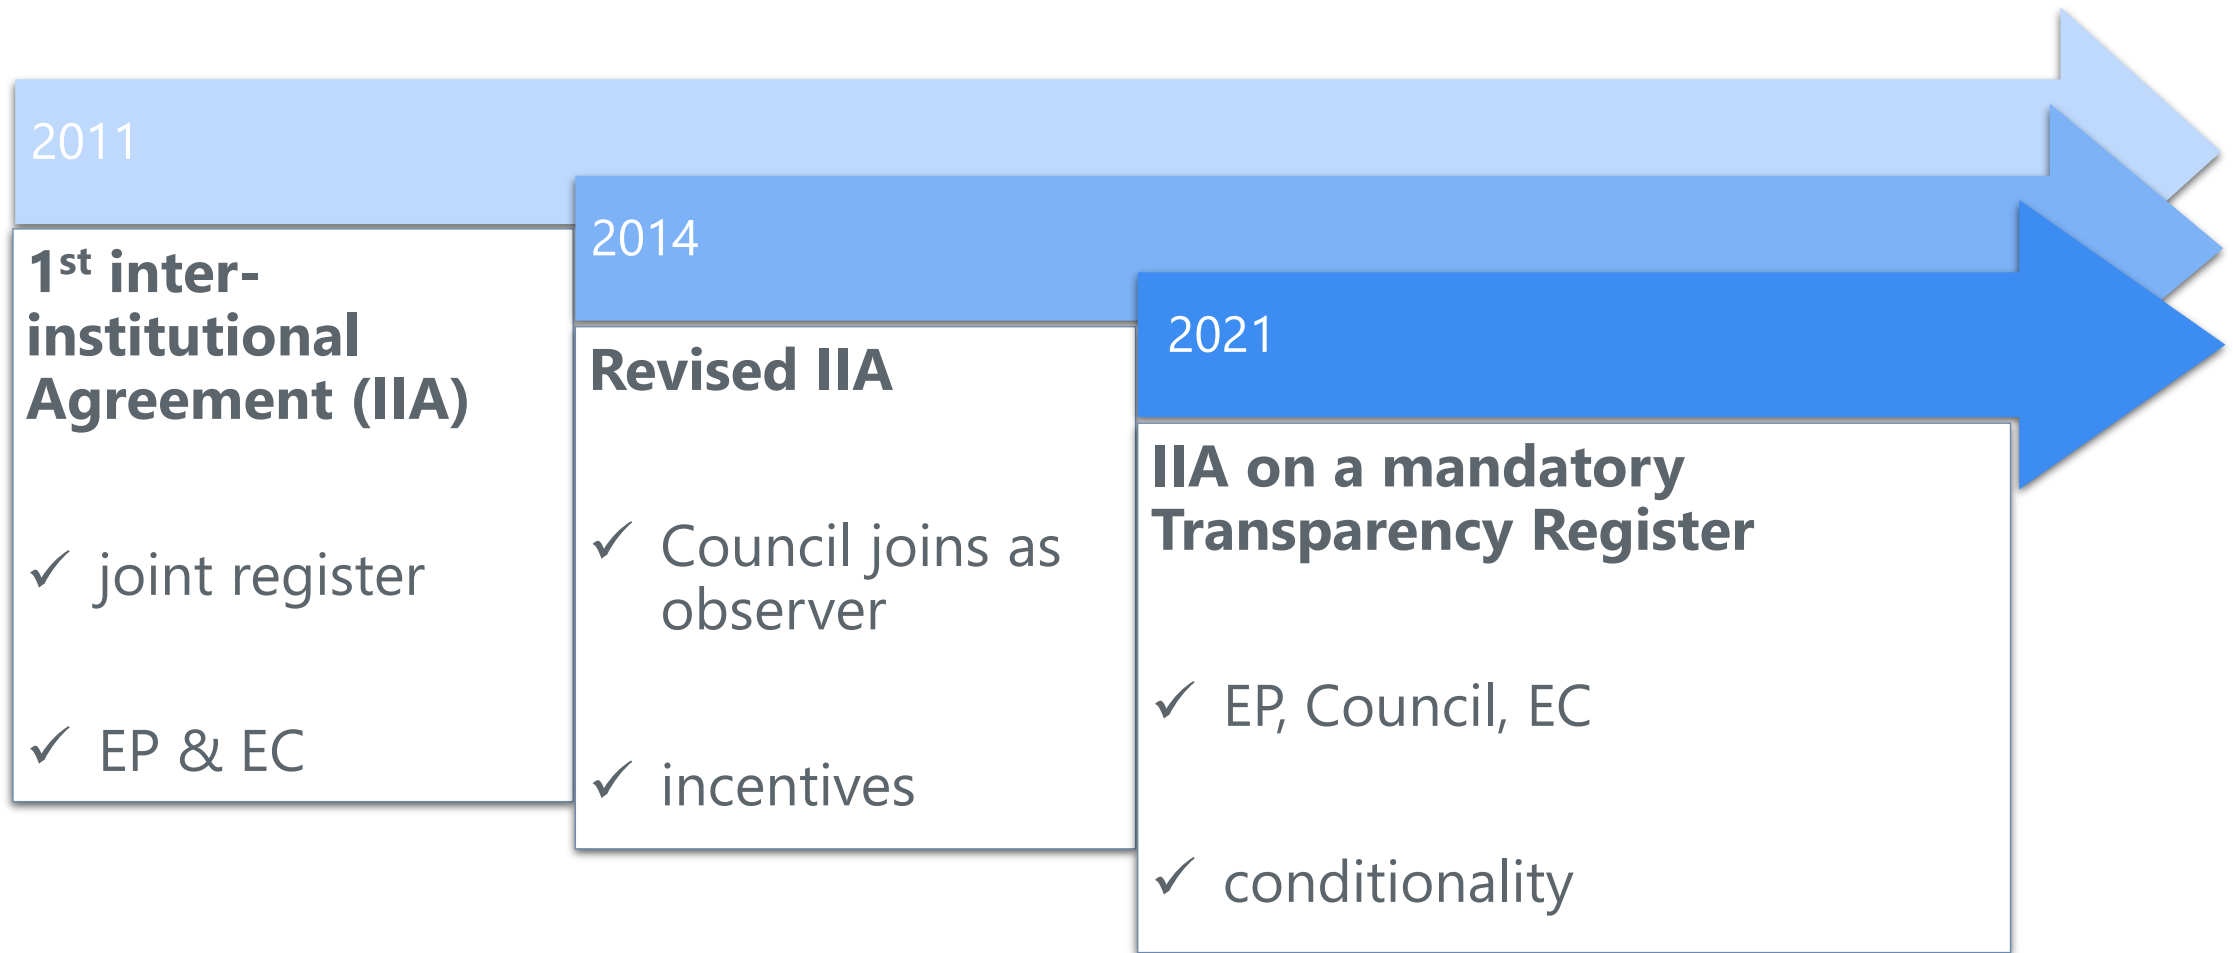 2011
1st inter-
institutional
Agreement (IIA)
✓ joint register
✓ EP & EC
2014
Revised IIA
✓ Council joins as
observer
✓ incentives
2021
IIA on a mandatory
Transparency Register
✓ EP, Council, EC
✓ conditionality